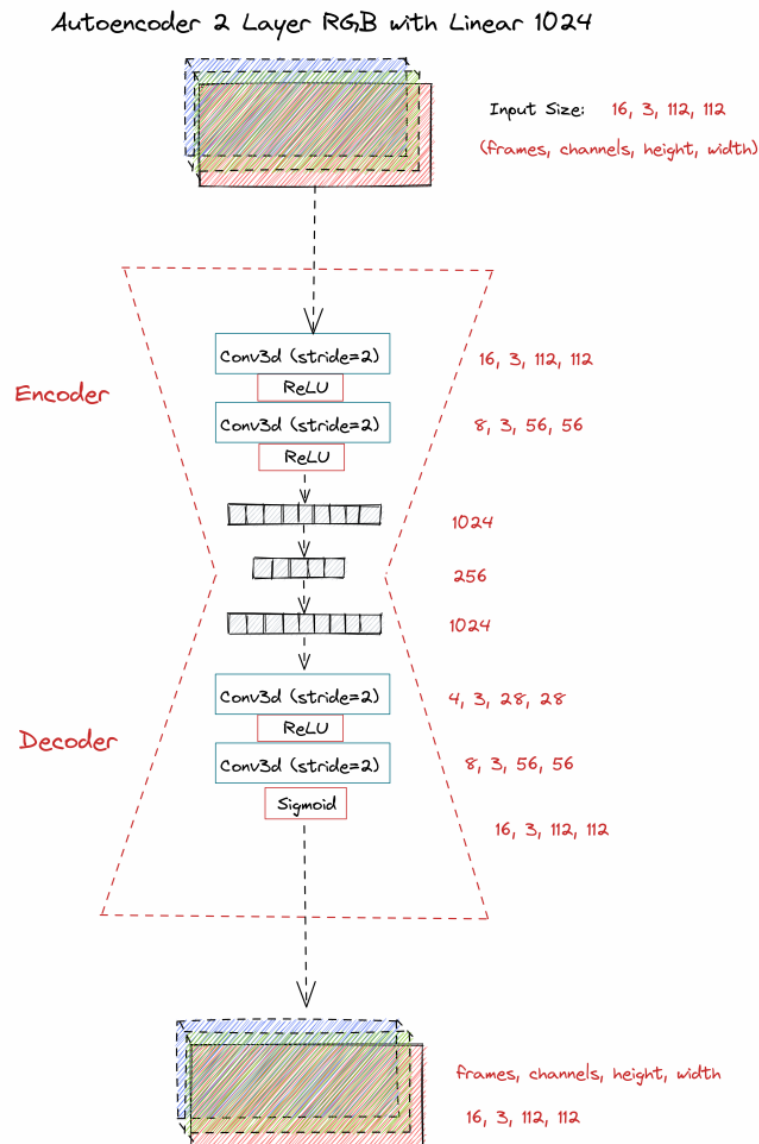 Autoencoder 2 Layer RGB with Linear 1024
Input Size: 16, 3, 112, 112
(frames, channels, height, width)
Conv3d (stride=2)
16, 3, 112, 112
ReLU
Encoder
Conv3d (stride=2)
8, 3, 56, 56
ReLU
1024
256
1024
Conv3d (stride=2)
4, 3, 28, 28
ReLU
Decoder
Conv3d (stride=2)
8, 3, 56, 56
Sigmoid
16, 3, 112, 112
frames, channels, height, width
16, 3, 112, 112